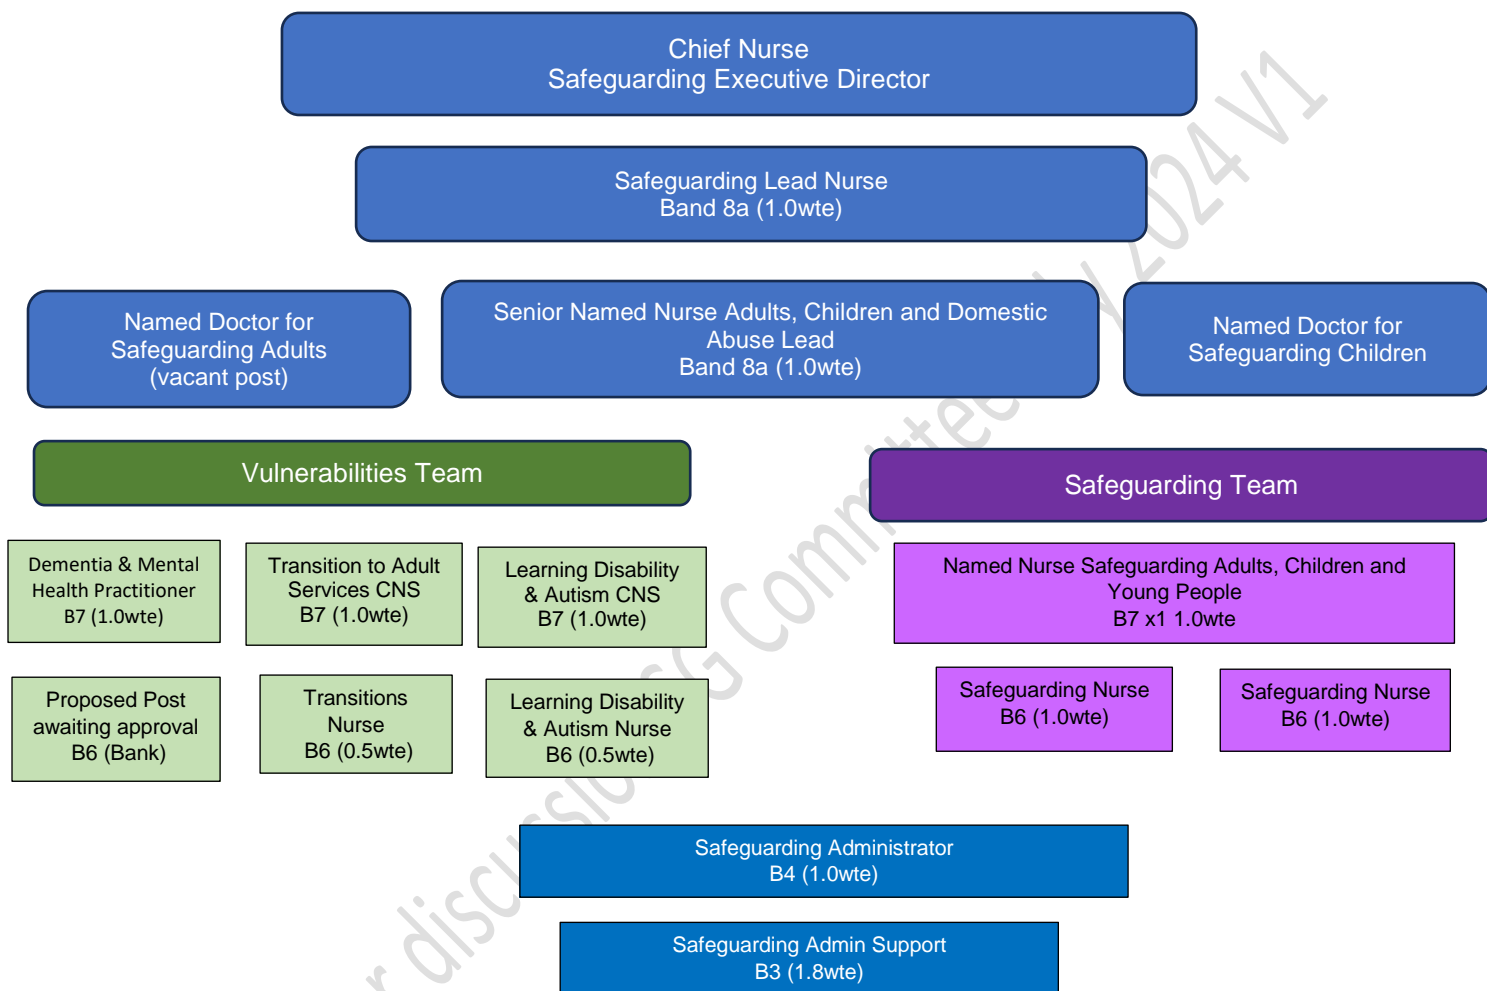 Chief Nurse
Safeguarding Executive Director
Safeguarding Lead Nurse
Band 8a (1.0wte)
Named Doctor for
Safeguarding Adults
(vacant post)
Senior Named Nurse Adults, Children and Domestic
Abuse Lead
Band 8a (1.0wte)
Named Doctor for
Safeguarding Children
Vulnerabilities Team
Safeguarding Team
Dementia & Mental
Health Practitioner
B7 (1.0wte)
Transition to Adult
Services CNS
B7 (1.0wte)
Learning Disability
& Autism CNS
B7 (1.0wte)
Named Nurse Safeguarding Adults, Children and
Young People
B7 x1 1.0wte
Proposed Post
awaiting approval
B6 (Bank)
Transitions
Nurse
B6 (0.5wte)
Learning Disability
& Autism Nurse
B6 (0.5wte)
Safeguarding Nurse
B6 (1.0wte)
Safeguarding Nurse
B6 (1.0wte)
Safeguarding Administrator
B4 (1.0wte)
Safeguarding Admin Support
B3 (1.8wte)
SG Committee 2024 V1